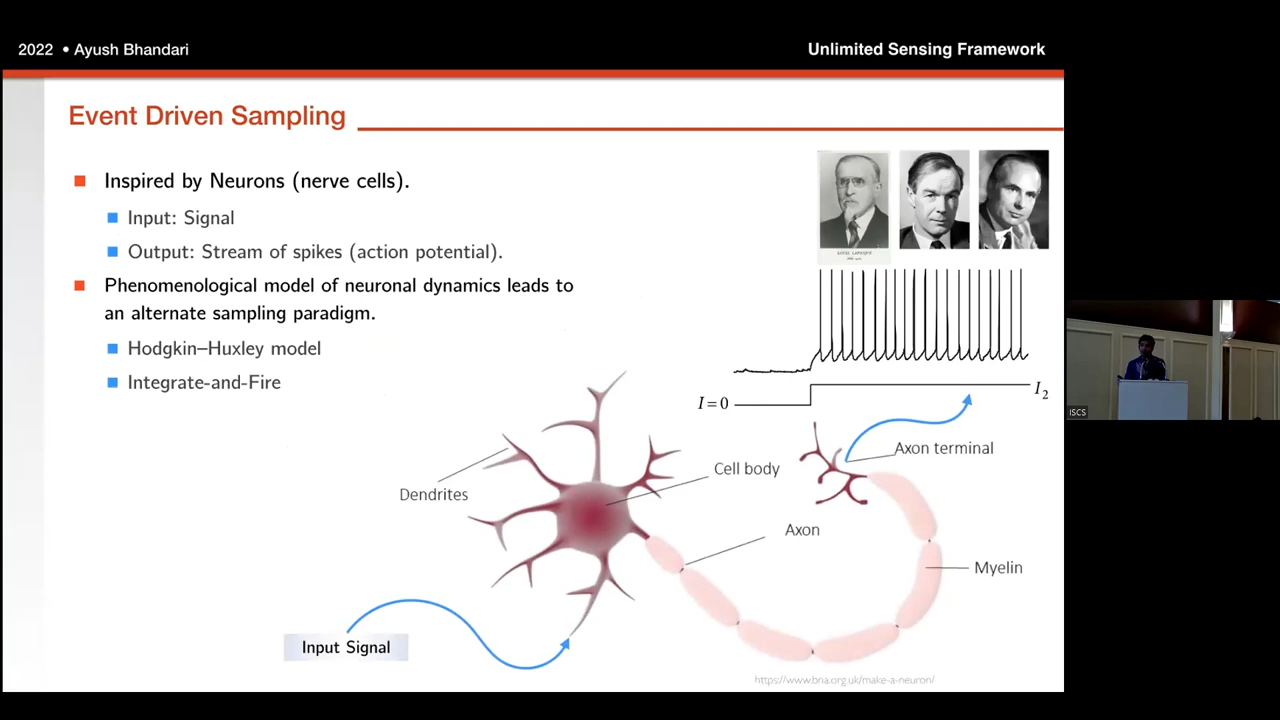 2022 • Ayush Bhandari
Unlimited Sensing Framework
Event Driven Sampling
Inspired by Neurons (nerve cells).
Input: Signal
Output: Stream of spikes (action potential).
Phenomenological model of neuronal dynamics leads to
an alternate sampling paradigm.
Hodgkin–Huxley model
Integrate-and-Fire
I = 0
I2
Axon terminal
Cell body
Dendrites
Axon
Myelin
Input Signal
https://www.bna.org.uk/make-a-neuron/
ISCS